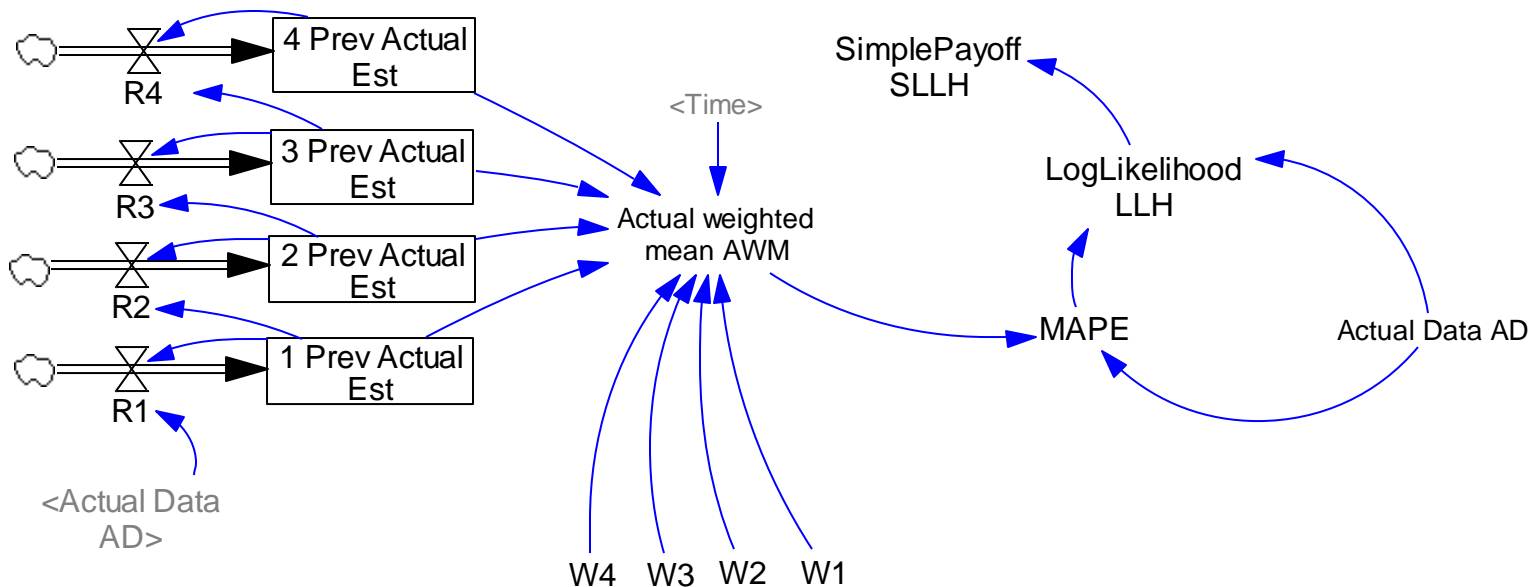 4 Prev Actual
Est
R4
3 Prev Actual
Est
R3
2 Prev Actual
Est
R2
1 Prev Actual
Est
R1
<Actual Data
AD>
<Time>
Actual weighted
mean AWM
W4
W3
W2
W1
SimplePayoff
SLLH
LogLikelihood
LLH
MAPE
Actual Data AD